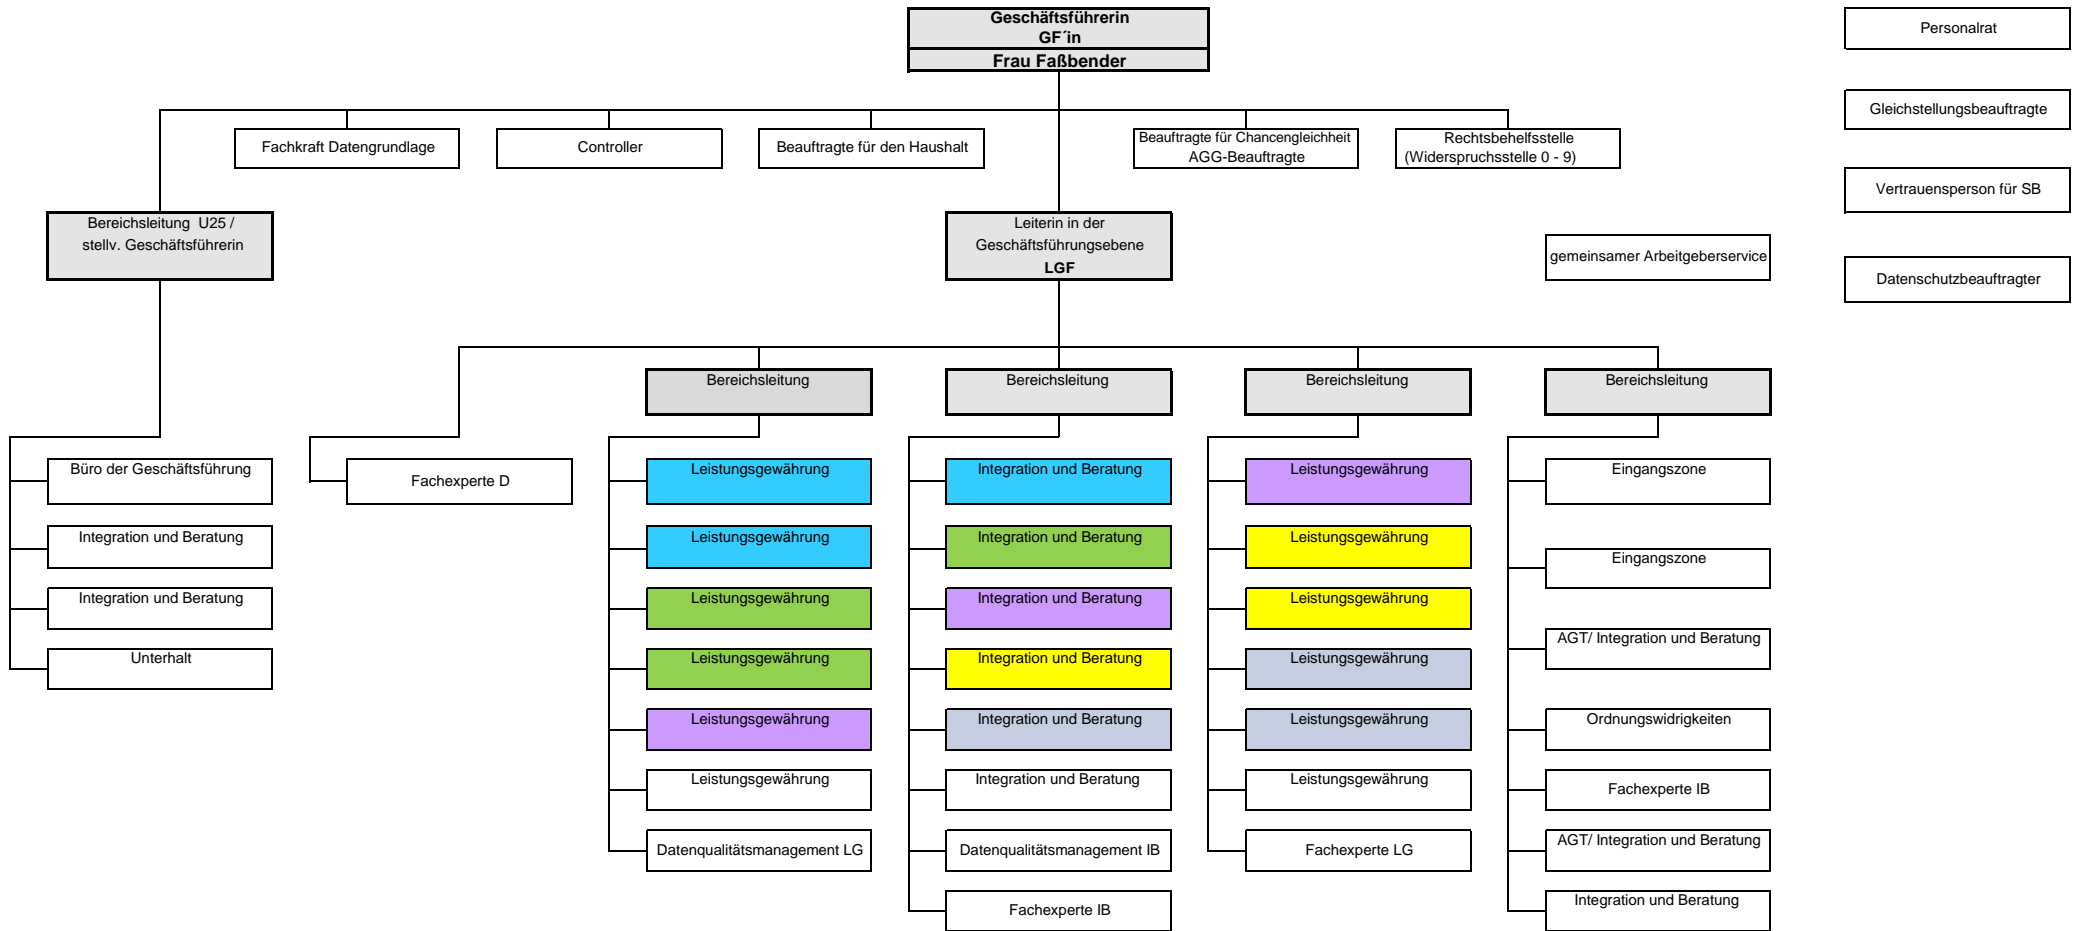 Geschäftsführerin
GF´in
Frau Faßbender
Personalrat
Gleichstellungsbeauftragte
Vertrauensperson für SB
Datenschutzbeauftragter
Fachkraft Datengrundlage
Controller
Beauftragte für den Haushalt
Beauftragte für Chancengleichheit
AGG-Beauftragte
Rechtsbehelfsstelle
(Widerspruchsstelle 0 - 9)
Bereichsleitung U25 /
stellv. Geschäftsführerin
Leiterin in der
Geschäftsführungsebene
LGF
gemeinsamer Arbeitgeberservice
Bereichsleitung
Bereichsleitung
Bereichsleitung
Bereichsleitung
Büro der Geschäftsführung
Integration und Beratung
Integration und Beratung
Unterhalt
Fachexperte D
Leistungsgewährung
Leistungsgewährung
Leistungsgewährung
Leistungsgewährung
Leistungsgewährung
Leistungsgewährung
Datenqualitätsmanagement LG
Integration und Beratung
Integration und Beratung
Integration und Beratung
Integration und Beratung
Integration und Beratung
Integration und Beratung
Datenqualitätsmanagement IB
Fachexperte IB
Leistungsgewährung
Leistungsgewährung
Leistungsgewährung
Leistungsgewährung
Leistungsgewährung
Leistungsgewährung
Fachexperte LG
Eingangszone
Eingangszone
AGT/ Integration und Beratung
Ordnungswidrigkeiten
Fachexperte IB
AGT/ Integration und Beratung
Integration und Beratung